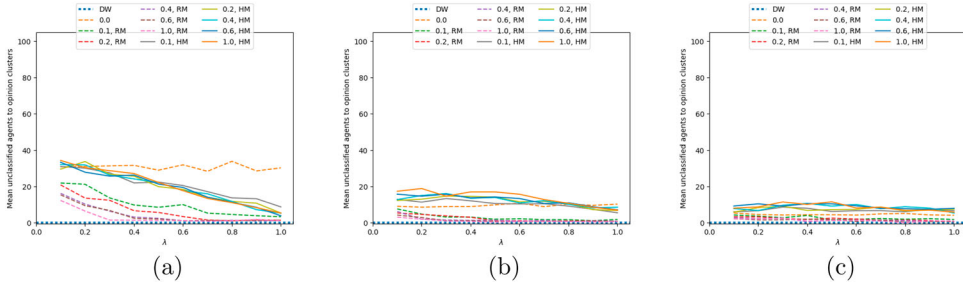 DW
0.0
0.1, RM
0.2, RM
0.4, RM
0.6, RM
1.0, RM
0.1, HM
0.2, HM
0.4, HM
0.6, HM
1.0, HM
Mean unclassified agents to opinion clusters
100
80
60
40
20
0
0.0 0.2 0.4 0.6 0.8 1.0
λ
(a)
DW
0.0
0.1, RM
0.2, RM
0.4, RM
0.6, RM
1.0, RM
0.1, HM
0.2, HM
0.4, HM
0.6, HM
1.0, HM
Mean unclassified agents to opinion clusters
100
80
60
40
20
0
0.0 0.2 0.4 0.6 0.8 1.0
λ
(b)
DW
0.0
0.1, RM
0.2, RM
0.4, RM
0.6, RM
1.0, RM
0.1, HM
0.2, HM
0.4, HM
0.6, HM
1.0, HM
Mean unclassified agents to opinion clusters
100
80
60
40
20
0
0.0 0.2 0.4 0.6 0.8 1.0
λ
(c)